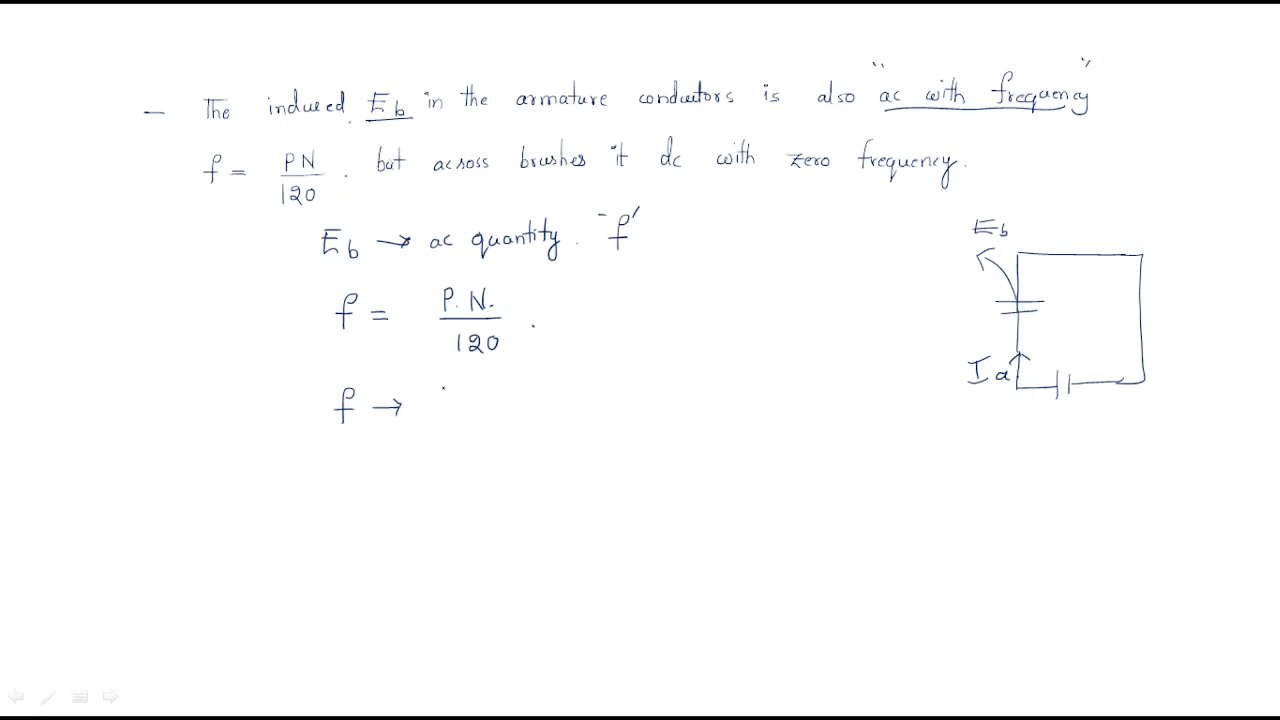 — The induced Eb in the armature conductors is also "ac with frequency"
f = PN/120 . but across brushes it dc with zero frequency.
Eb → ac quantity. 'f'
f = P.N./120 .
f →
Eb
Ia